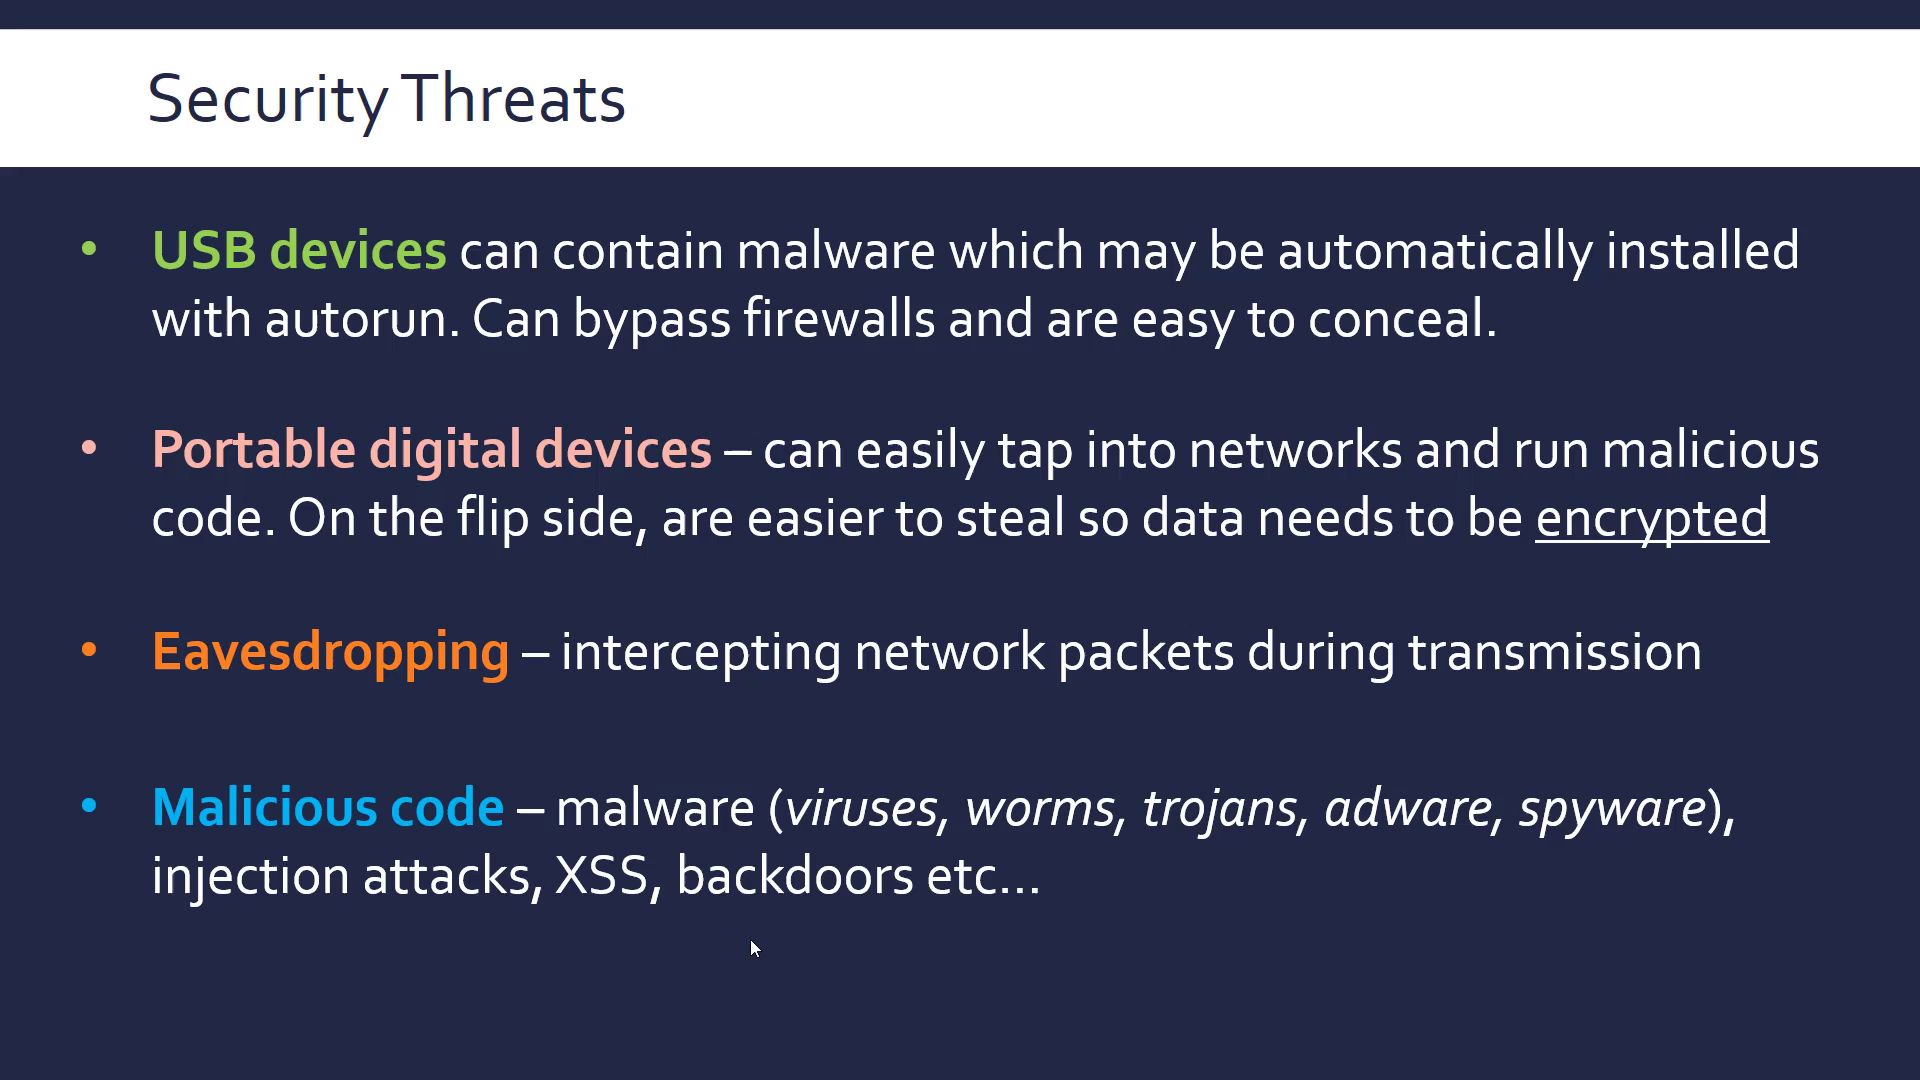 Security Threats
• USB devices can contain malware which may be automatically installed
with autorun. Can bypass firewalls and are easy to conceal.
• Portable digital devices – can easily tap into networks and run malicious
code. On the flip side, are easier to steal so data needs to be encrypted
• Eavesdropping – intercepting network packets during transmission
• Malicious code – malware (viruses, worms, trojans, adware, spyware),
injection attacks, XSS, backdoors etc...